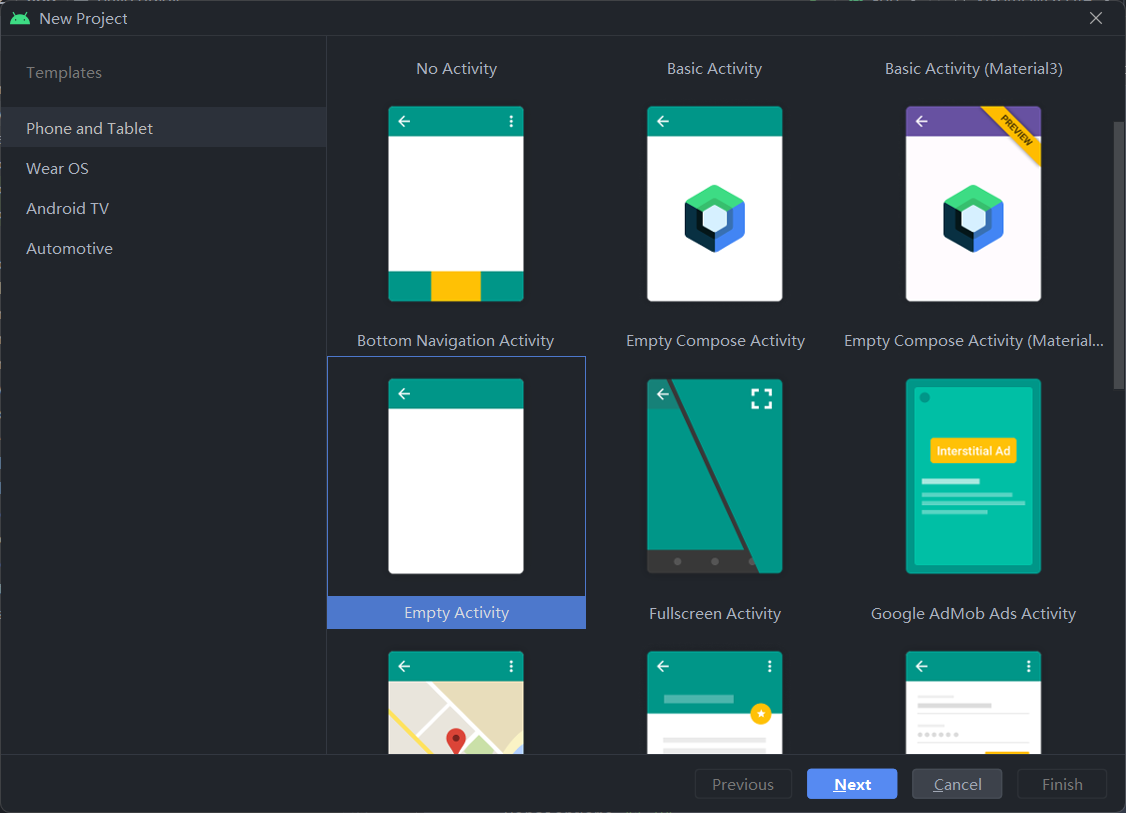 New Project
Templates
Phone and Tablet
Wear OS
Android TV
Automotive
No Activity
Basic Activity
Basic Activity (Material3)
PREVIEW
Bottom Navigation Activity
Empty Compose Activity
Empty Compose Activity (Material...
Interstitial Ad
Empty Activity
Fullscreen Activity
Google AdMob Ads Activity
Previous
Next
Cancel
Finish